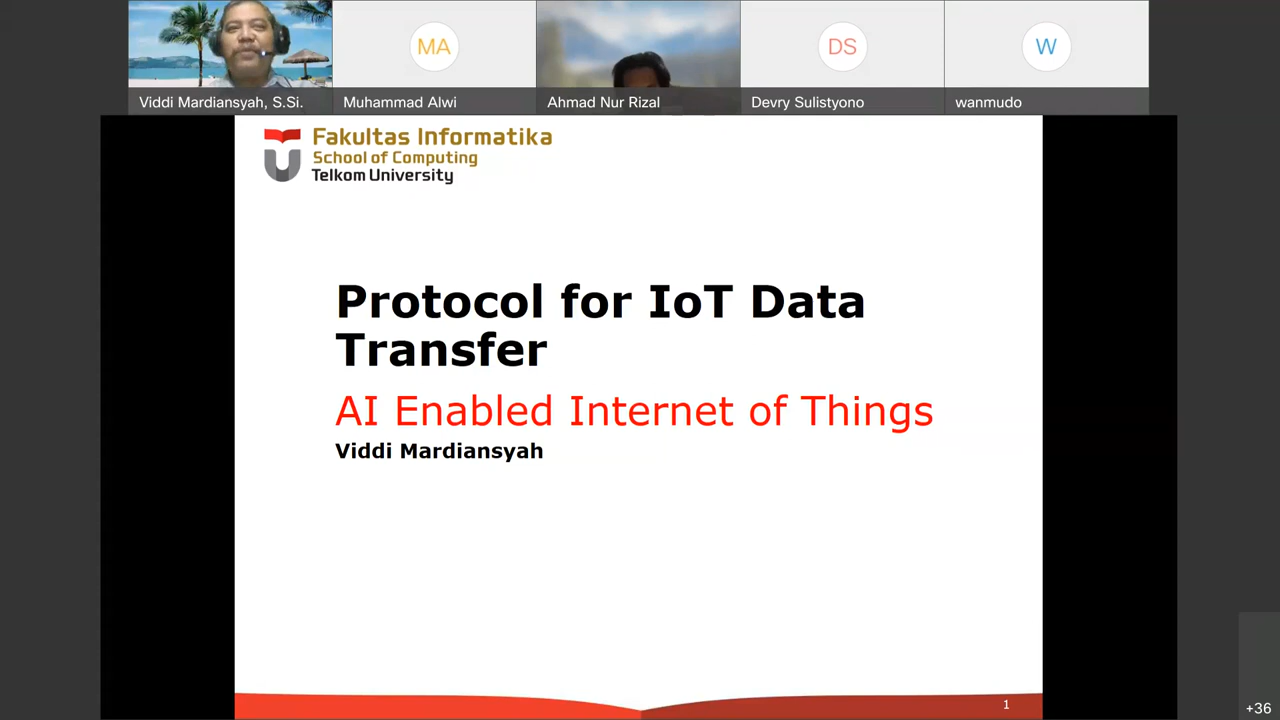 MA
DS
W
Viddi Mardiansyah, S.Si.
Muhammad Alwi
Ahmad Nur Rizal
Devry Sulistyono
wanmudo
Fakultas Informatika
School of Computing
Telkom University
Protocol for IoT Data
Transfer
AI Enabled Internet of Things
Viddi Mardiansyah
1
+36